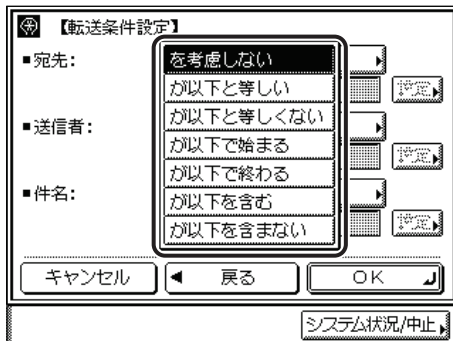 【転送条件設定】
■宛先:
を考慮しない
が以下と等しい
設定
が以下と等しくない
■送信者:
が以下で始まる
設定
が以下で終わる
■件名:
が以下を含む
が以下を含まない
設定
キャンセル
戻る
OK
システム状況/中止